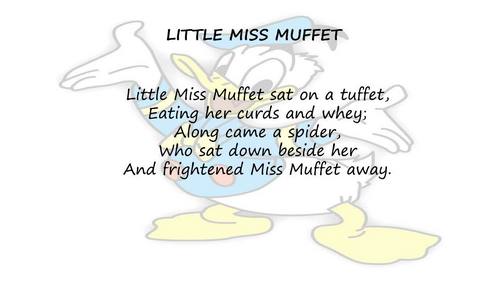 LITTLE MISS MUFFET
Little Miss Muffet sat on a tuffet,
Eating her curds and whey;
Along came a spider,
Who sat down beside her
And frightened Miss Muffet away.